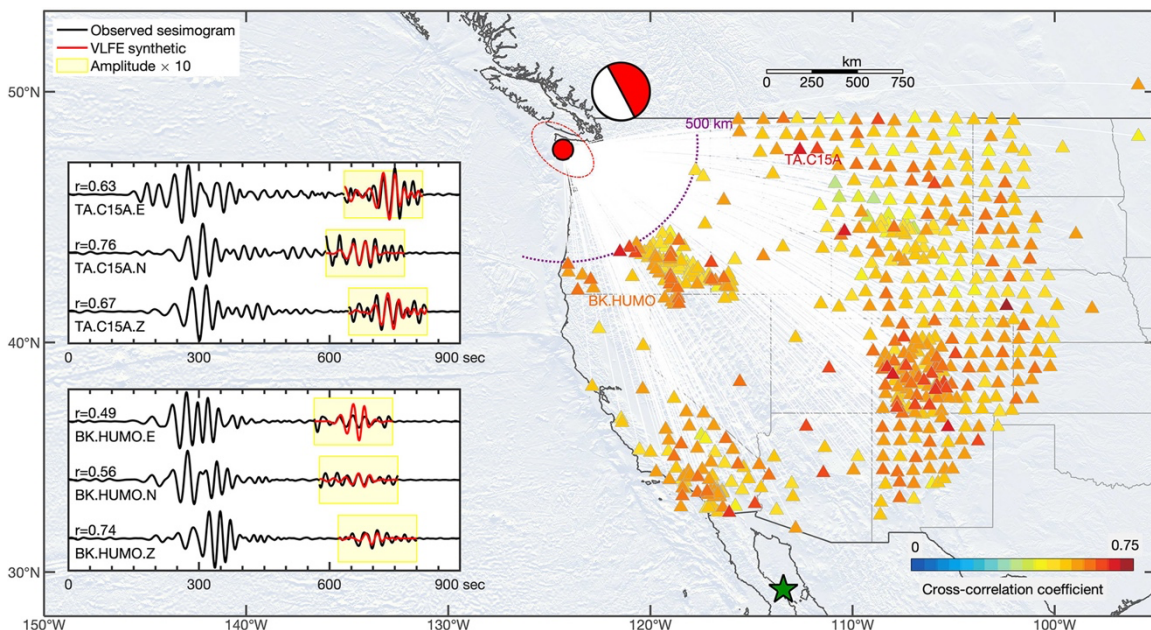 Observed sesimogram
VLFE synthetic
Amplitude × 10
km
0 250 500 750
50°N
40°N
30°N
500 km
TA.C15A
BK.HUMO
r=0.63
TA.C15A.E
r=0.76
TA.C15A.N
r=0.67
TA.C15A.Z
0 300 600 900 sec
r=0.49
BK.HUMO.E
r=0.56
BK.HUMO.N
r=0.74
BK.HUMO.Z
0 300 600 900 sec
0 0.75
Cross-correlation coefficient
150°W 140°W 130°W 120°W 110°W 100°W